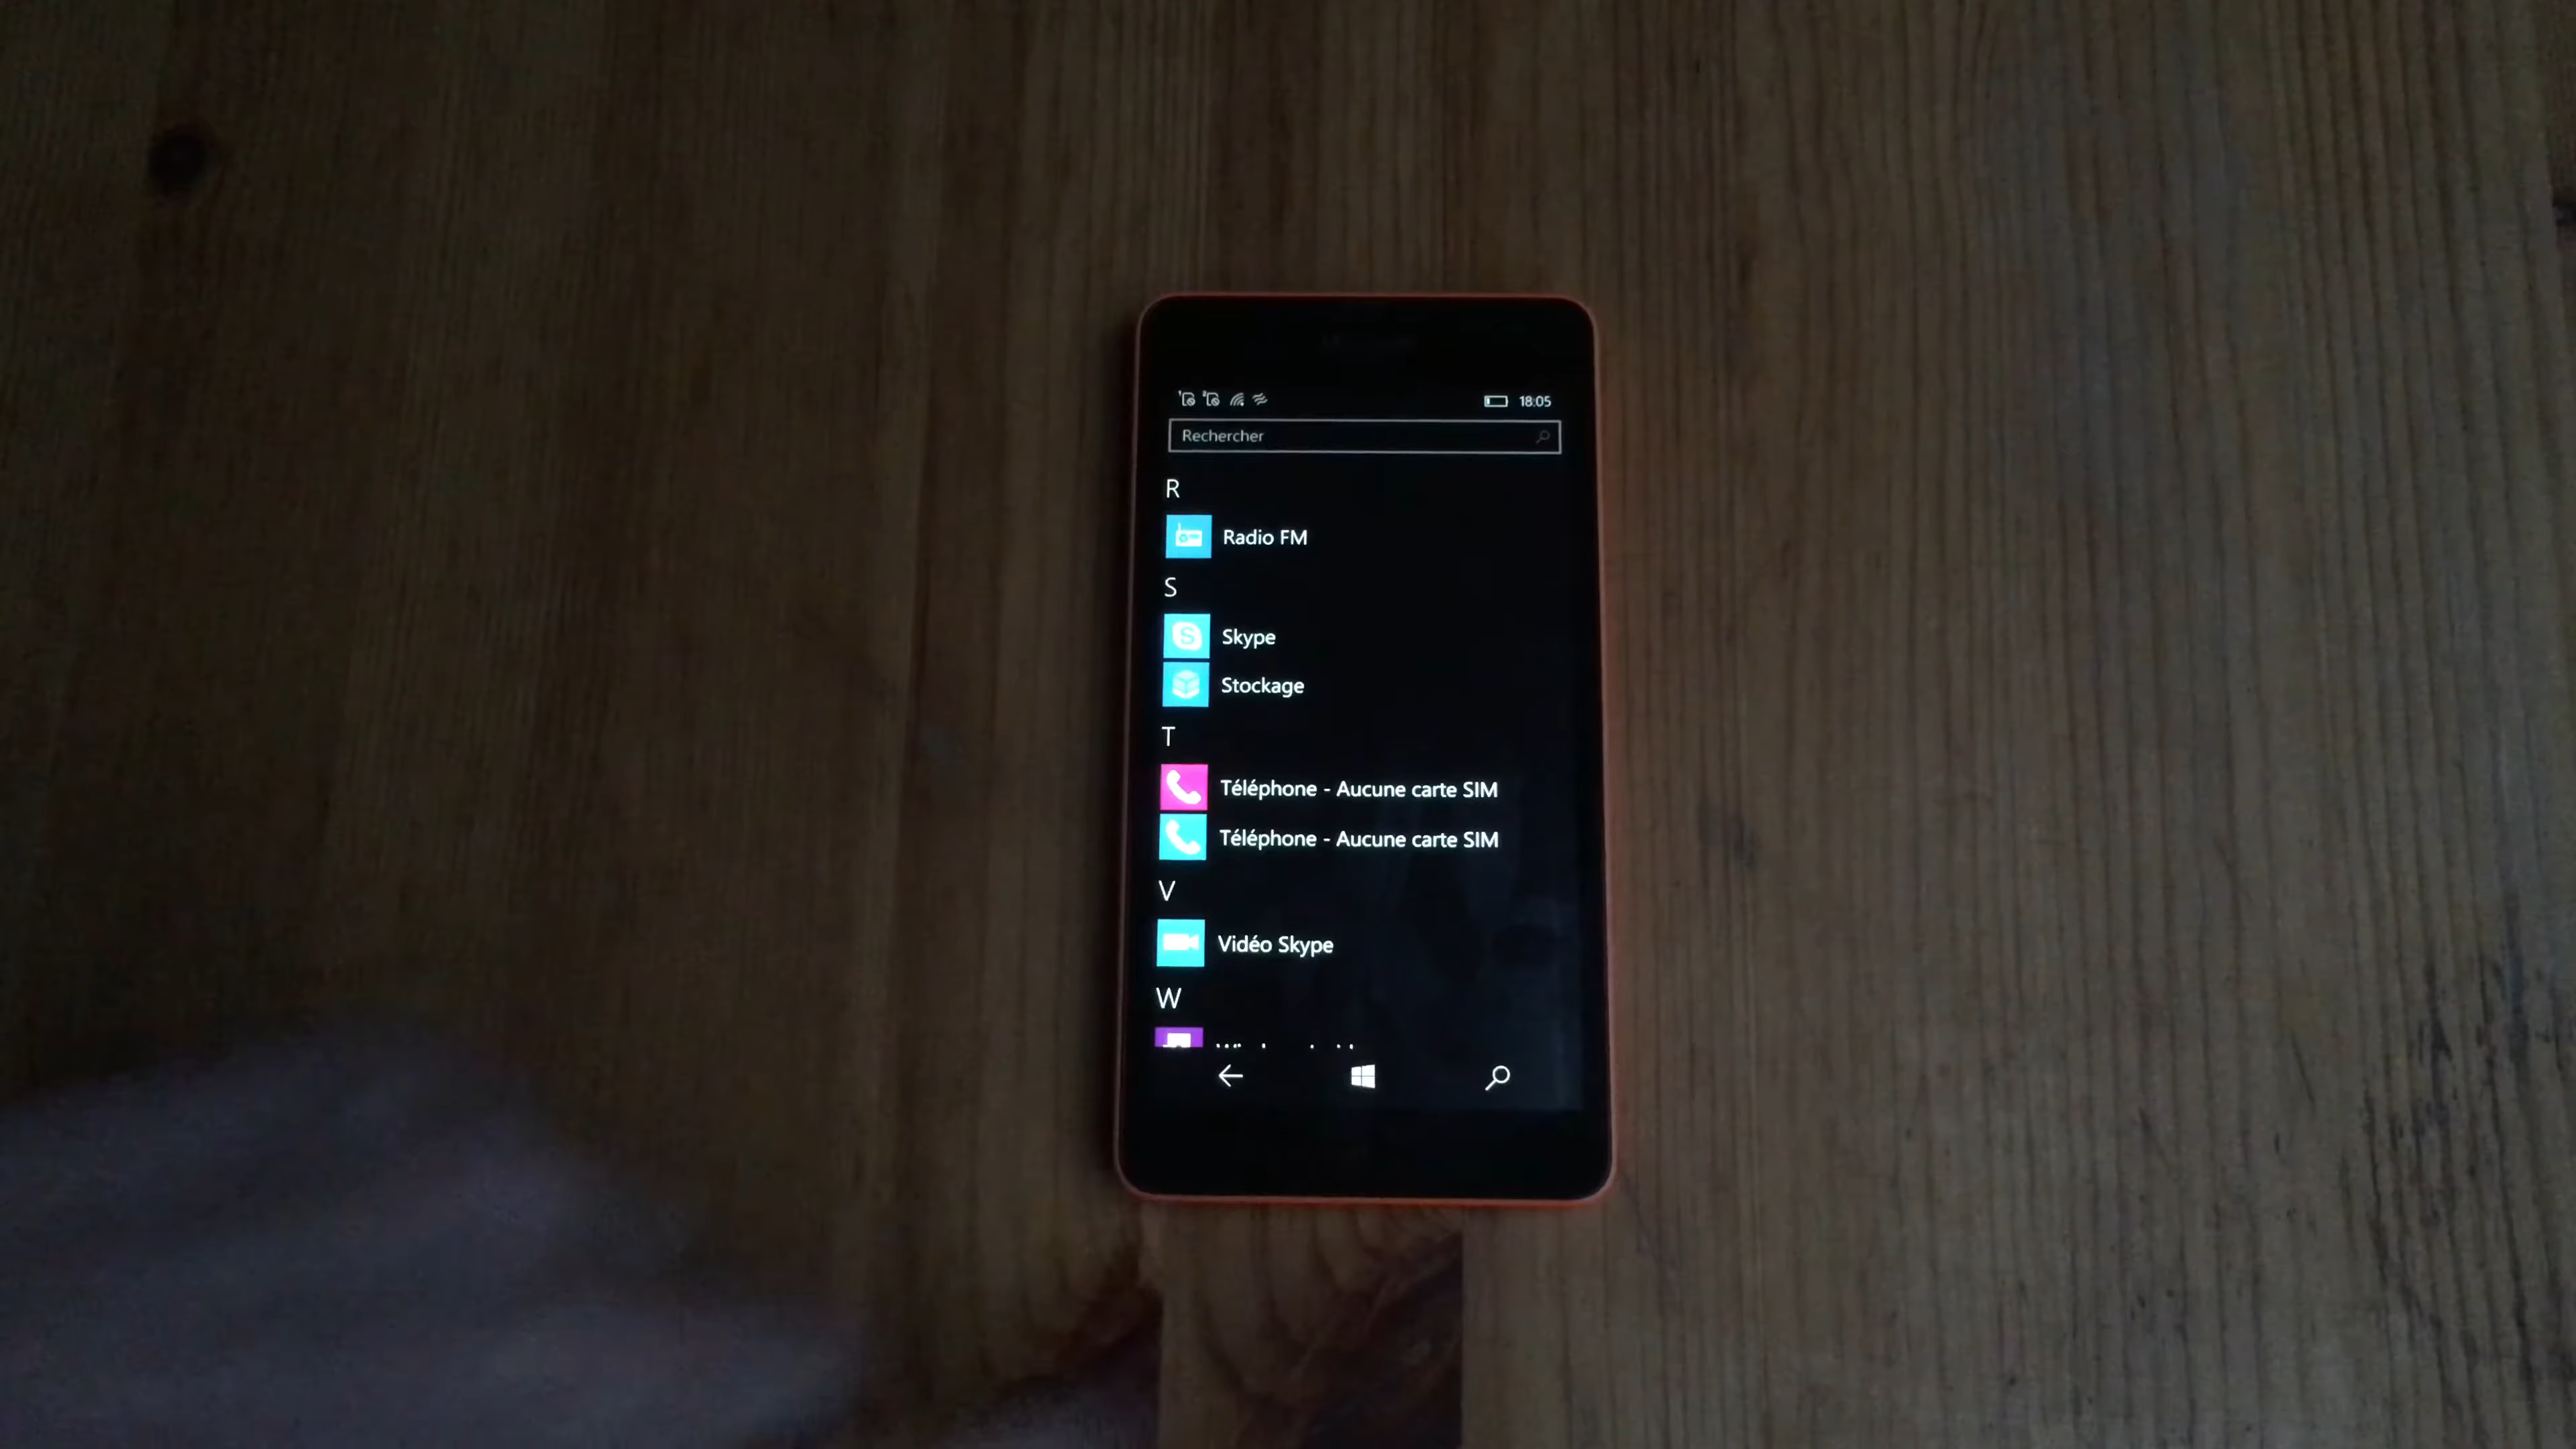 18:05
Rechercher
R
Radio FM
S
Skype
Stockage
T
Téléphone - Aucune carte SIM
Téléphone - Aucune carte SIM
V
Vidéo Skype
W